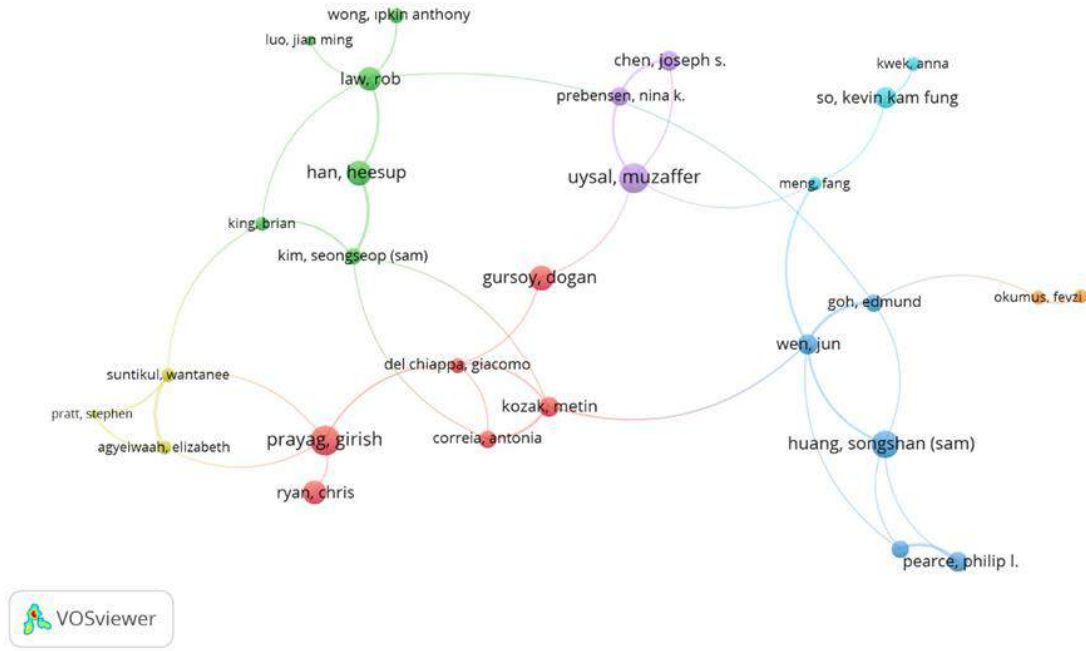 wong, ıpkin anthony
luo, jian ming
law, rob
chen, joseph s.
kwek, anna
prebensen, nina k.
so, kevin kam fung
han, heesup
uysal, muzaffer
meng, fang
king, brian
kim, seongseop (sam)
gursoy, dogan
goh, edmund
okumus, fevzi
wen, jun
del chiappa, giacomo
suntikul, wantanee
kozak, metin
pratt, stephen
prayag, girish
correia, antonia
agyeiwaah, elizabeth
huang, songshan (sam)
ryan, chris
pearce, philip l.
VOSviewer